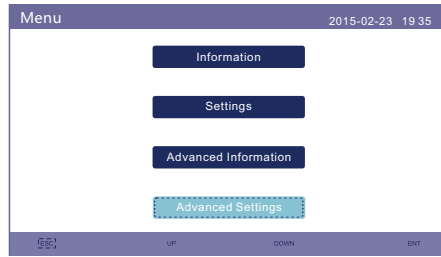 Menu 2015-02-23 19 35
Information
Settings
Advanced Information
Advanced Settings
ESC UP DOWN ENT